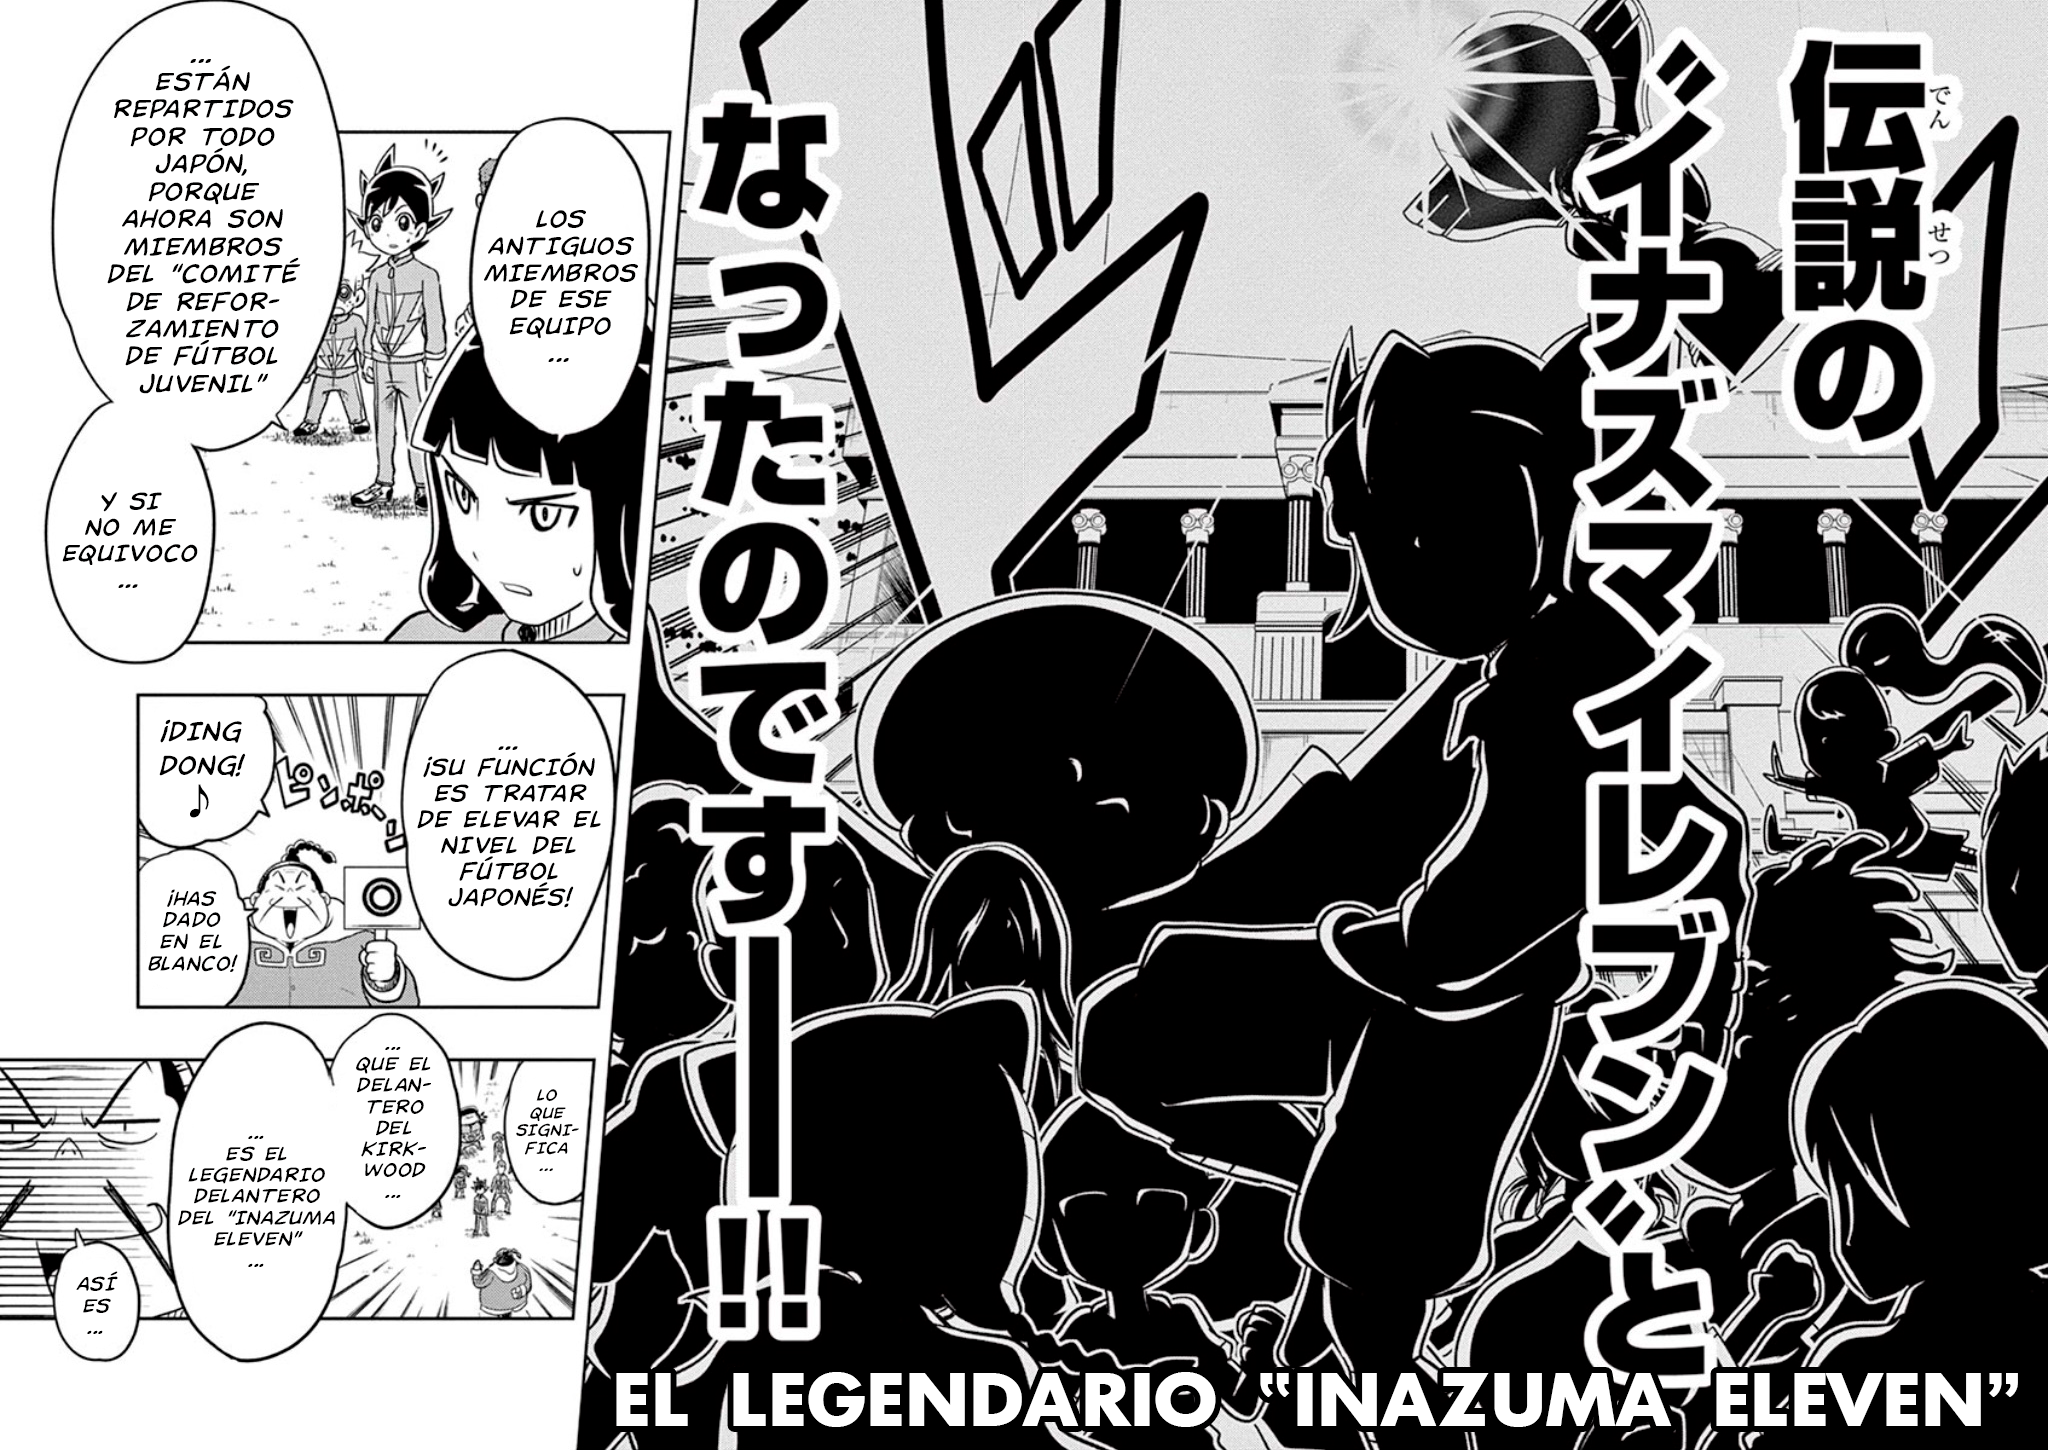 伝説の
でん
せつ
〝イナズマイレブン〟と
なったのです──!!
EL LEGENDARIO “INAZUMA ELEVEN”
LOS
ANTIGUOS
MIEMBROS
DE ESE
EQUIPO
...
...
ESTÁN
REPARTIDOS
POR TODO
JAPÓN,
PORQUE
AHORA SON
MIEMBROS
DEL “COMITÉ
DE REFOR-
ZAMIENTO
DE FÚTBOL
JUVENIL”
Y SI
NO ME
EQUIVOCO
...
...
¡SU FUNCIÓN
ES TRATAR
DE ELEVAR EL
NIVEL DEL
FÚTBOL
JAPONÉS!
ピンポーン
¡DING
DONG!
♪
¡HAS
DADO
EN EL
BLANCO!
LO
QUE
SIGNI-
FICA
...
...
QUE EL
DELAN-
TERO
DEL
KIRK-
WOOD
...
...
ES EL
LEGENDARIO
DELANTERO
DEL “INAZUMA
ELEVEN”
...
ASÍ
ES
...